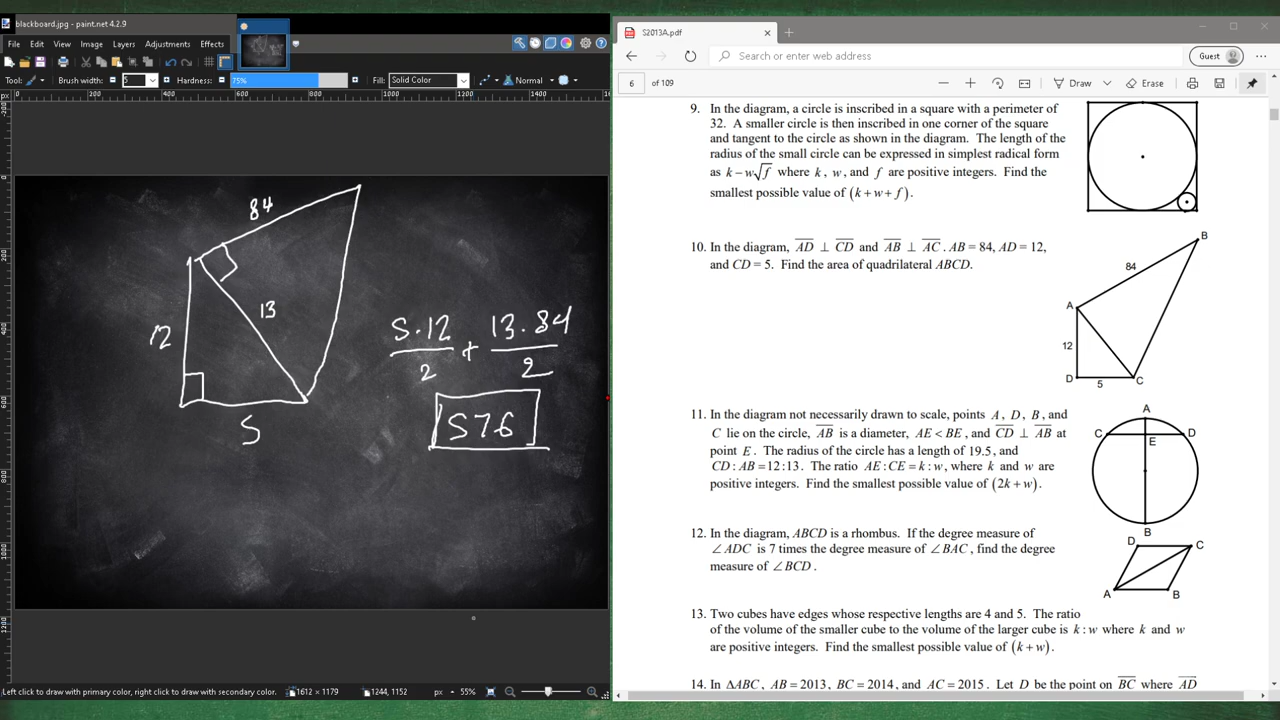 blackboard.jpg - paint.net 4.2.9
File Edit View Image Layers Adjustments Effects
Tool: Brush width: 5 Hardness: 75% Fill: Solid Color Normal
0 200 400 600 800 1000 1200 1400
84
13
12
5
5·12 + 13·84
2 2
576
Left click to draw with primary color, right click to draw with secondary color.
1612 x 1179
1244, 1152
px
55%
S2013A.pdf
Search or enter web address
Guest
6 of 109
Draw
Erase
9. In the diagram, a circle is inscribed in a square with a perimeter of
32. A smaller circle is then inscribed in one corner of the square
and tangent to the circle as shown in the diagram. The length of the
radius of the small circle can be expressed in simplest radical form
as k − w√f where k, w, and f are positive integers. Find the
smallest possible value of (k + w + f).
10. In the diagram, AD ⊥ CD and AB ⊥ AC. AB = 84, AD = 12,
and CD = 5. Find the area of quadrilateral ABCD.
B
84
A
12
D
5
C
11. In the diagram not necessarily drawn to scale, points A, D, B, and
C lie on the circle, AB is a diameter, AE < BE, and CD ⊥ AB at
point E. The radius of the circle has a length of 19.5, and
CD : AB = 12:13. The ratio AE : CE = k : w, where k and w are
positive integers. Find the smallest possible value of (2k + w).
A
C
D
E
B
12. In the diagram, ABCD is a rhombus. If the degree measure of
∠ADC is 7 times the degree measure of ∠BAC, find the degree
measure of ∠BCD.
D
C
A
B
13. Two cubes have edges whose respective lengths are 4 and 5. The ratio
of the volume of the smaller cube to the volume of the larger cube is k : w where k and w
are positive integers. Find the smallest possible value of (k + w).
14. In ΔABC, AB = 2013, BC = 2014, and AC = 2015. Let D be the point on BC where AD